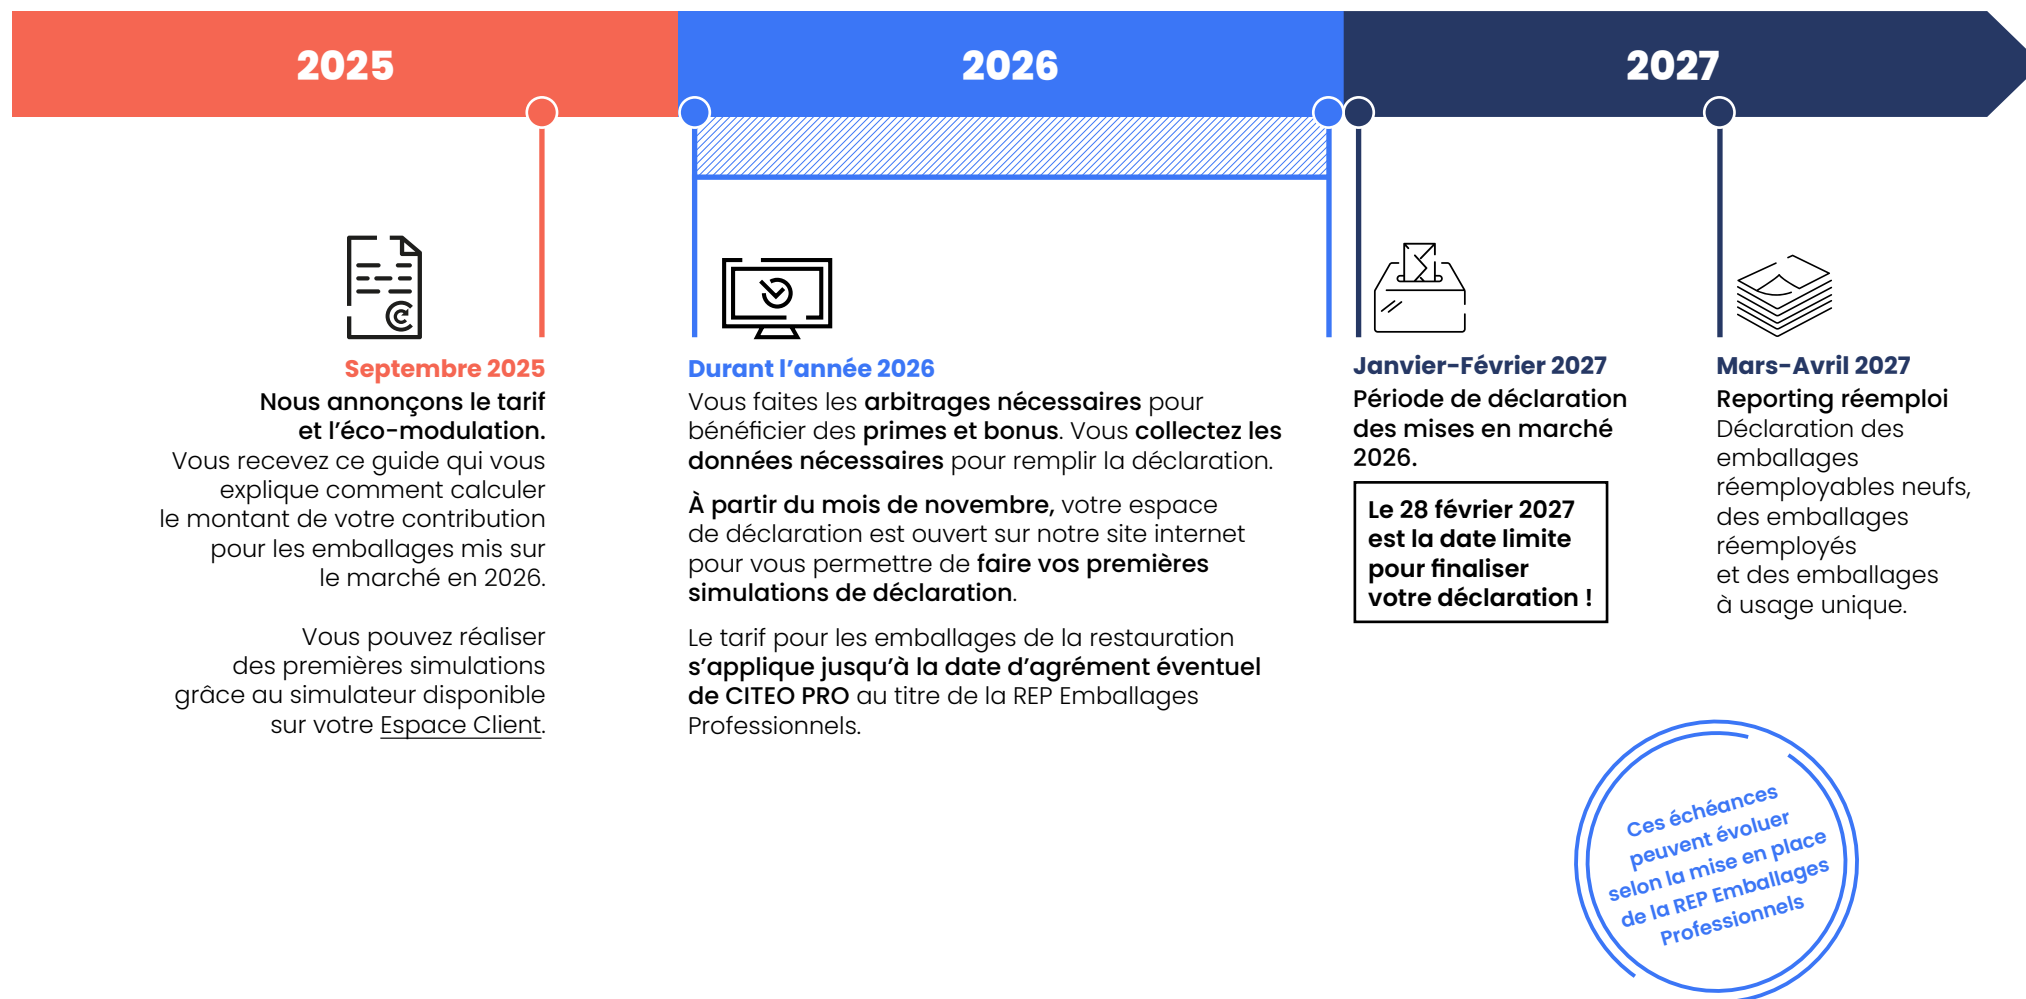 2025
2026
2027
Septembre 2025
Nous annonçons le tarif
et l’éco-modulation.
Vous recevez ce guide qui vous
explique comment calculer
le montant de votre contribution
pour les emballages mis sur
le marché en 2026.
Vous pouvez réaliser
des premières simulations
grâce au simulateur disponible
sur votre Espace Client.
Durant l’année 2026
Vous faites les arbitrages nécessaires pour
bénéficier des primes et bonus. Vous collectez les
données nécessaires pour remplir la déclaration.
À partir du mois de novembre, votre espace
de déclaration est ouvert sur notre site internet
pour vous permettre de faire vos premières
simulations de déclaration.
Le tarif pour les emballages de la restauration
s’applique jusqu’à la date d’agrément éventuel
de CITEO PRO au titre de la REP Emballages
Professionnels.
Janvier-Février 2027
Période de déclaration
des mises en marché
2026.
Le 28 février 2027
est la date limite
pour finaliser
votre déclaration !
Mars-Avril 2027
Reporting réemploi
Déclaration des
emballages
réemployables neufs,
des emballages
réemployés
et des emballages
à usage unique.
Ces échéances
peuvent évoluer
selon la mise en place
de la REP Emballages
Professionnels